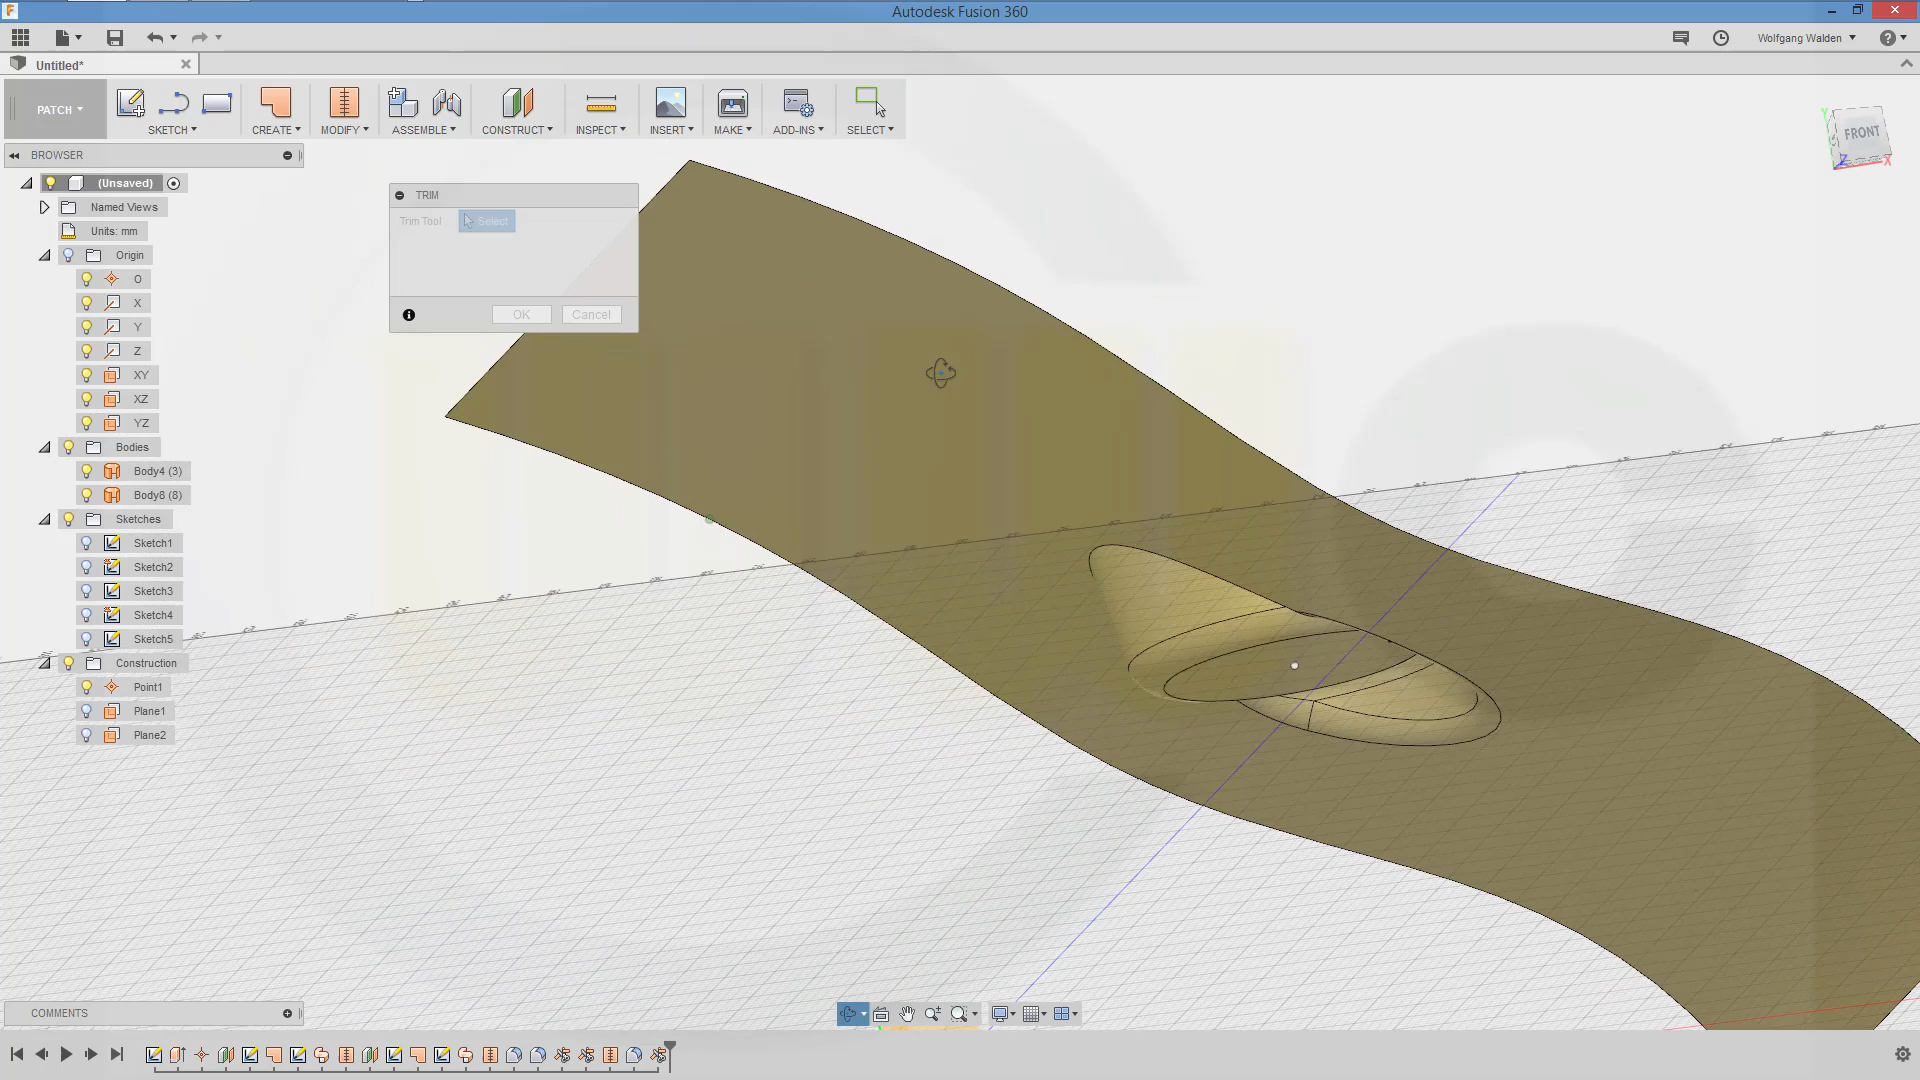 Autodesk Fusion 360
Wolfgang Walden
Untitled*
PATCH
SKETCH
CREATE
MODIFY
ASSEMBLE
CONSTRUCT
INSPECT
INSERT
MAKE
ADD-INS
SELECT
FRONT
Y
Z
X
BROWSER
(Unsaved)
Named Views
Units: mm
Origin
O
X
Y
Z
XY
XZ
YZ
Bodies
Body4 (3)
Body8 (8)
Sketches
Sketch1
Sketch2
Sketch3
Sketch4
Sketch5
Construction
Point1
Plane1
Plane2
TRIM
Trim Tool
Select
OK
Cancel
COMMENTS